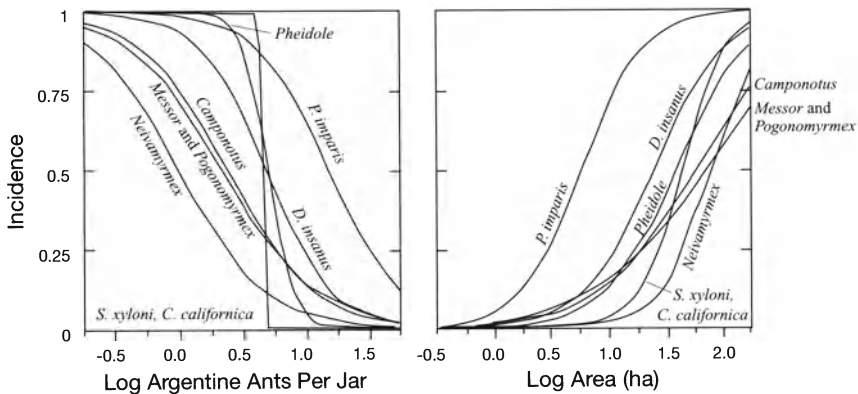 1
0.75
0.50
0.25
0
Incidence
Pheidole
P. imparis
Camponotus
Messor and Pogonomyrmex
Neivamyrmex
D. insanus
S. xyloni, C. californica
-0.5
0.0
0.5
1.0
1.5
Log Argentine Ants Per Jar
P. imparis
D. insanus
Pheidole
Neivamyrmex
Camponotus
Messor and
Pogonomyrmex
S. xyloni,
C. californica
-0.5
0.0
0.5
1.0
1.5
2.0
Log Area (ha)